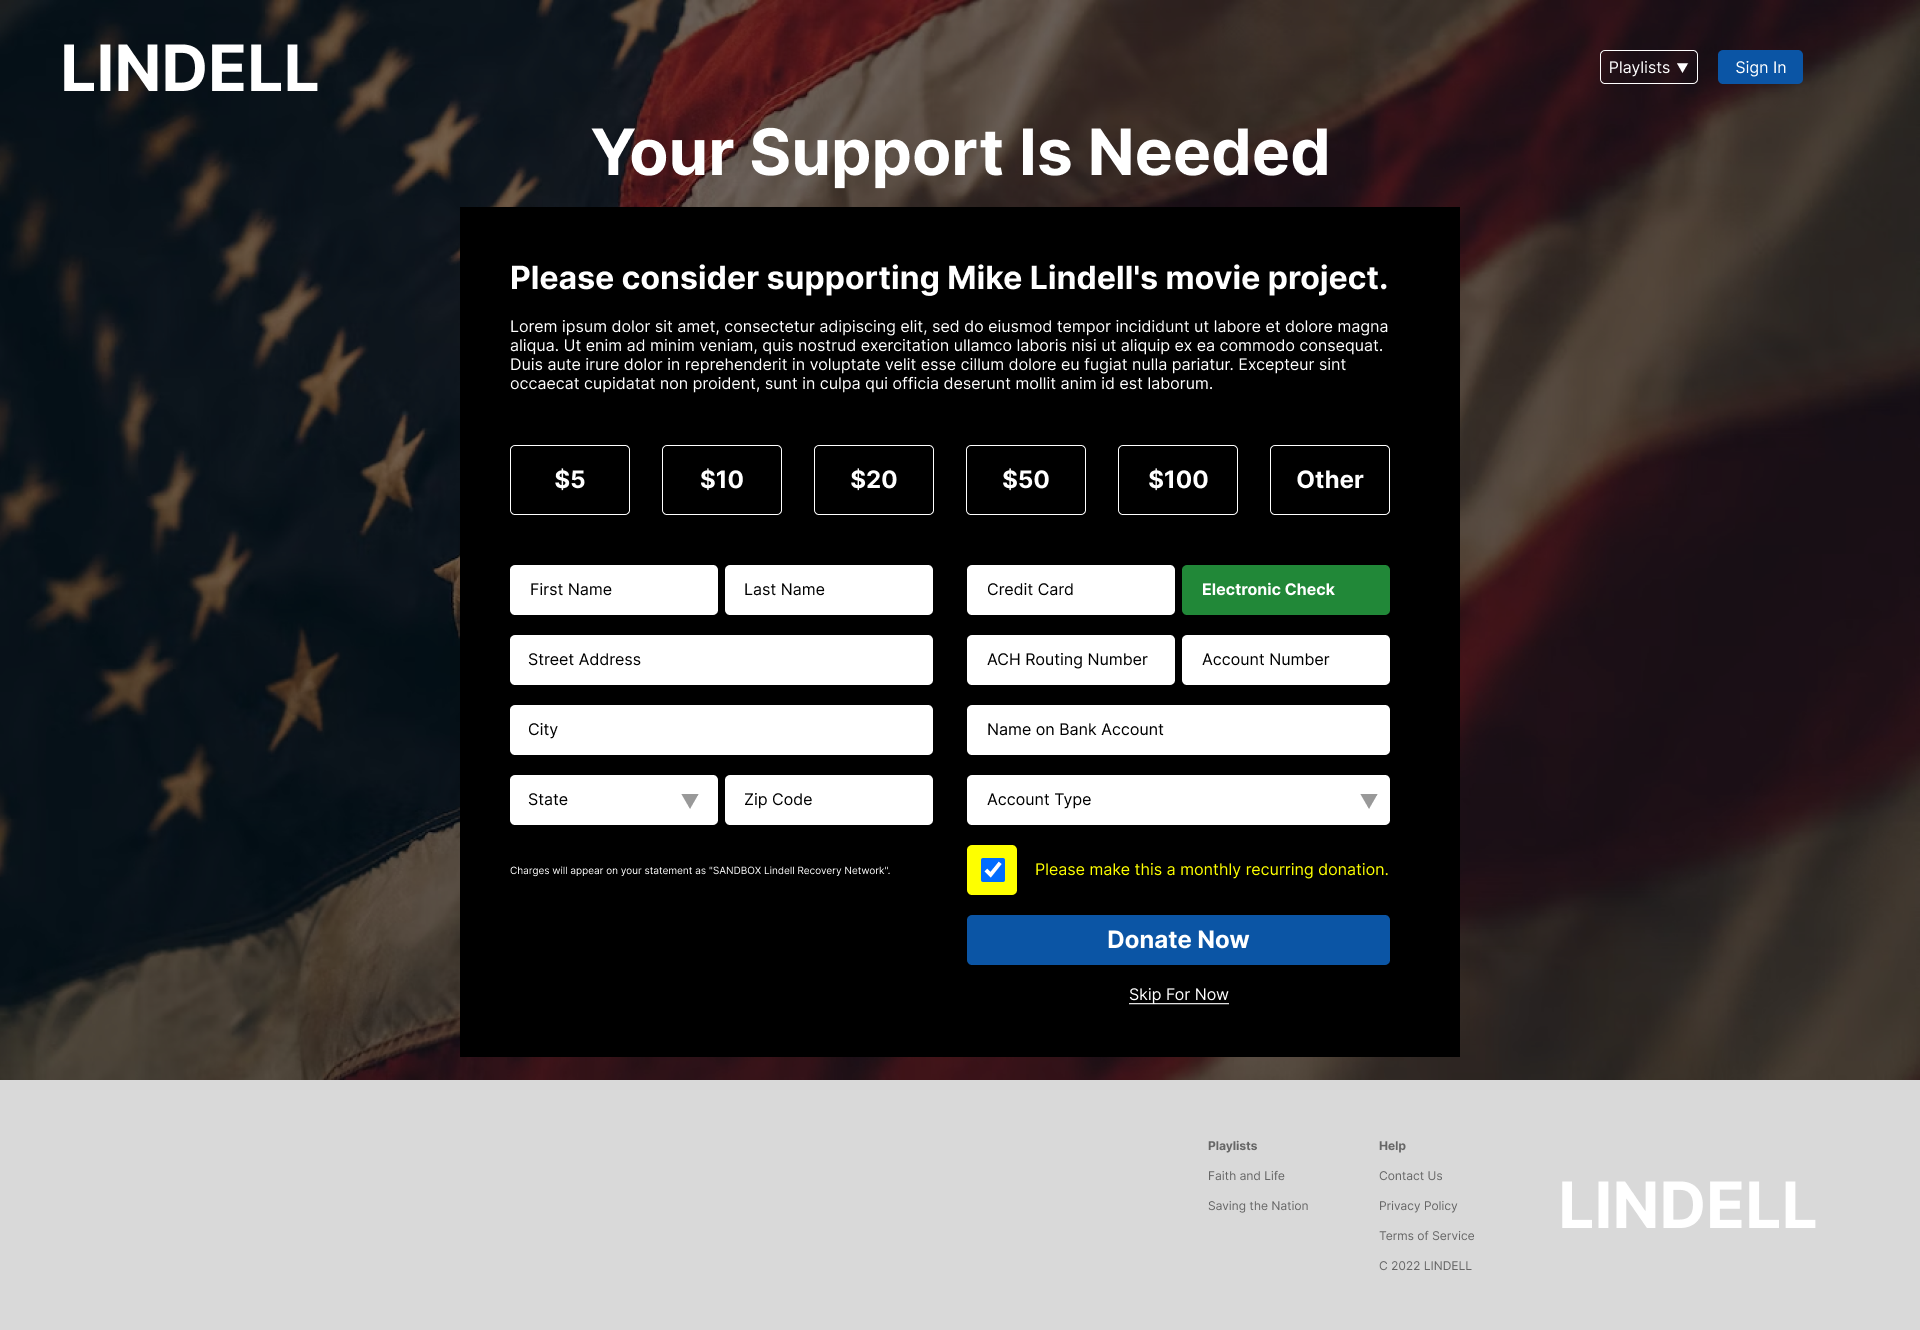 LINDELL
Playlists ▼
Sign In
Your Support Is Needed
Please consider supporting Mike Lindell's movie project.
Lorem ipsum dolor sit amet, consectetur adipiscing elit, sed do eiusmod tempor incididunt ut labore et dolore magna
aliqua. Ut enim ad minim veniam, quis nostrud exercitation ullamco laboris nisi ut aliquip ex ea commodo consequat.
Duis aute irure dolor in reprehenderit in voluptate velit esse cillum dolore eu fugiat nulla pariatur. Excepteur sint
occaecat cupidatat non proident, sunt in culpa qui officia deserunt mollit anim id est laborum.
$5
$10
$20
$50
$100
Other
First Name
Last Name
Street Address
City
State
Zip Code
Charges will appear on your statement as "SANDBOX Lindell Recovery Network".
Credit Card
Electronic Check
ACH Routing Number
Account Number
Name on Bank Account
Account Type
Please make this a monthly recurring donation.
Donate Now
Skip For Now
Playlists
Faith and Life
Saving the Nation
Help
Contact Us
Privacy Policy
Terms of Service
C 2022 LINDELL
LINDELL